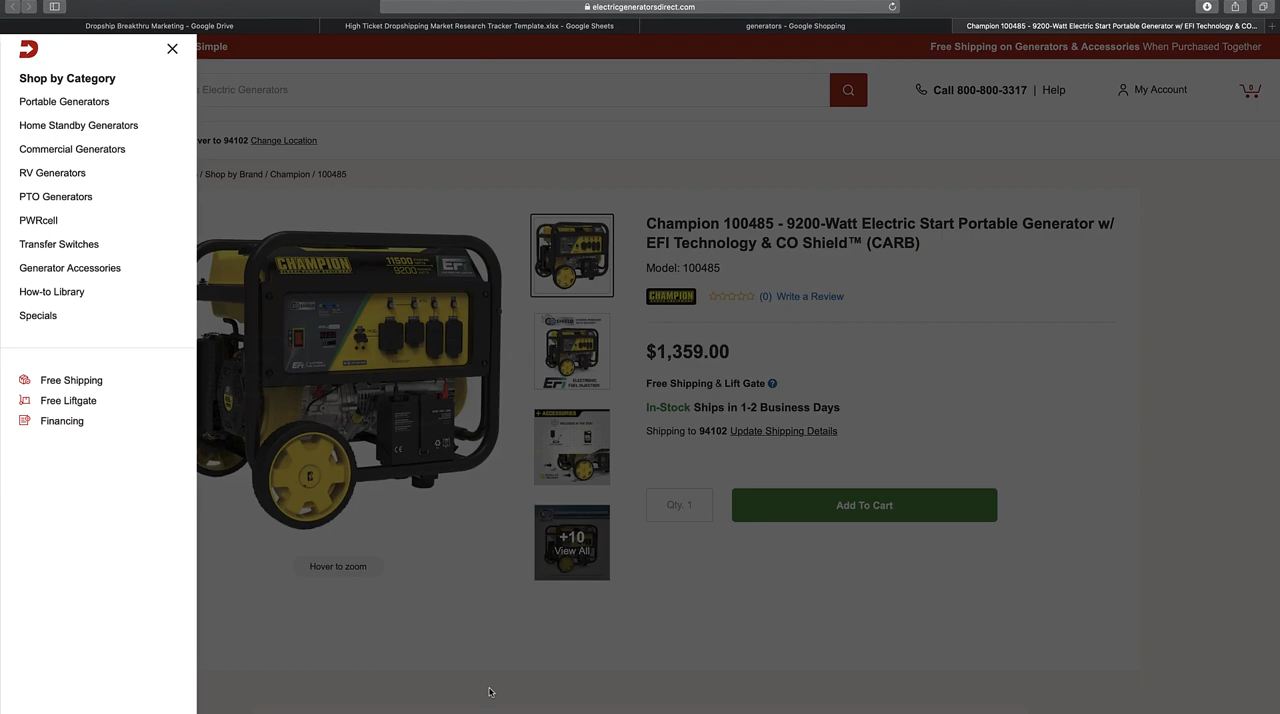 electricgeneratorsdirect.com
Dropship Breakthru Marketing - Google Drive
High Ticket Dropshipping Market Research Tracker Template.xlsx - Google Sheets
generators - Google Shopping
Champion 100485 - 9200-Watt Electric Start Portable Generator w/ EFI Technology & CO...
Simple
Free Shipping on Generators & Accessories When Purchased Together
Shop by Category
Portable Generators
Home Standby Generators
Commercial Generators
RV Generators
PTO Generators
PWRcell
Transfer Switches
Generator Accessories
How-to Library
Specials
Free Shipping
Free Liftgate
Financing
Electric Generators
Call 800-800-3317 | Help
My Account
0
to 94102 Change Location
/ Shop by Brand / Champion / 100485
CHAMPION
11500
9200
EFI
EFI
+10
View All
Hover to zoom
Champion 100485 - 9200-Watt Electric Start Portable Generator w/
EFI Technology & CO Shield™ (CARB)
Model: 100485
CHAMPION
(0) Write a Review
$1,359.00
Free Shipping & Lift Gate
In-Stock Ships in 1-2 Business Days
Shipping to 94102 Update Shipping Details
Qty. 1
Add To Cart